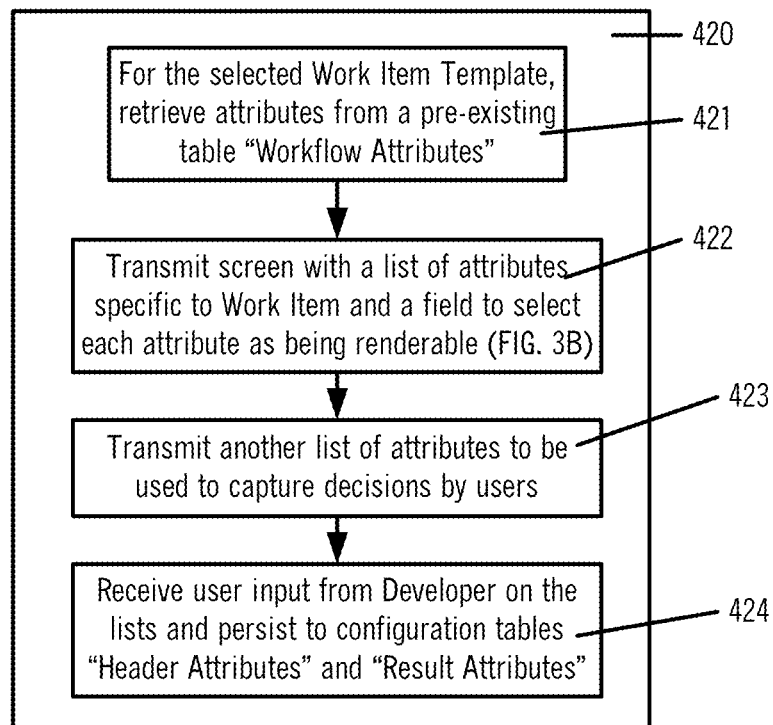 420
For the selected Work Item Template,
retrieve attributes from a pre-existing
table “Workflow Attributes”
421
422
Transmit screen with a list of attributes
specific to Work Item and a field to select
each attribute as being renderable (FIG. 3B)
423
Transmit another list of attributes to be
used to capture decisions by users
Receive user input from Developer on the
lists and persist to configuration tables
“Header Attributes” and “Result Attributes”
424